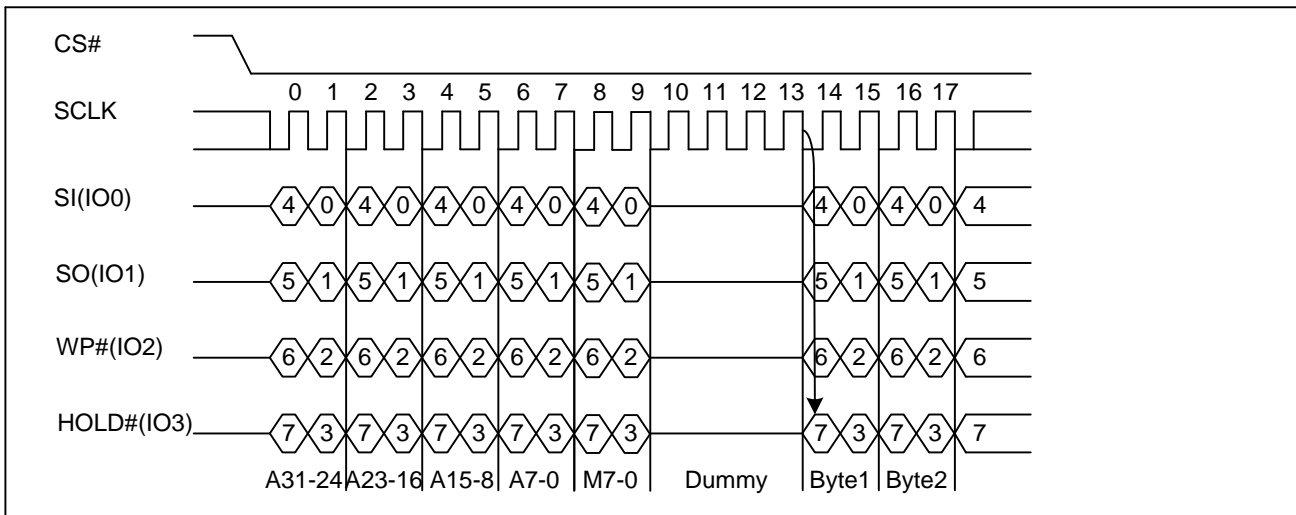 CS#
0 1 2 3 4 5 6 7 8 9 10 11 12 13 14 15 16 17
SCLK
SI(IO0) 4 0 4 0 4 0 4 0 4 0 4 0 4 0 4
SO(IO1) 5 1 5 1 5 1 5 1 5 1 5 1 5 1 5
WP#(IO2) 6 2 6 2 6 2 6 2 6 2 6 2 6 2 6
HOLD#(IO3) 7 3 7 3 7 3 7 3 7 3 7 3 7 3 7
A31-24 A23-16 A15-8 A7-0 M7-0 Dummy Byte1 Byte2